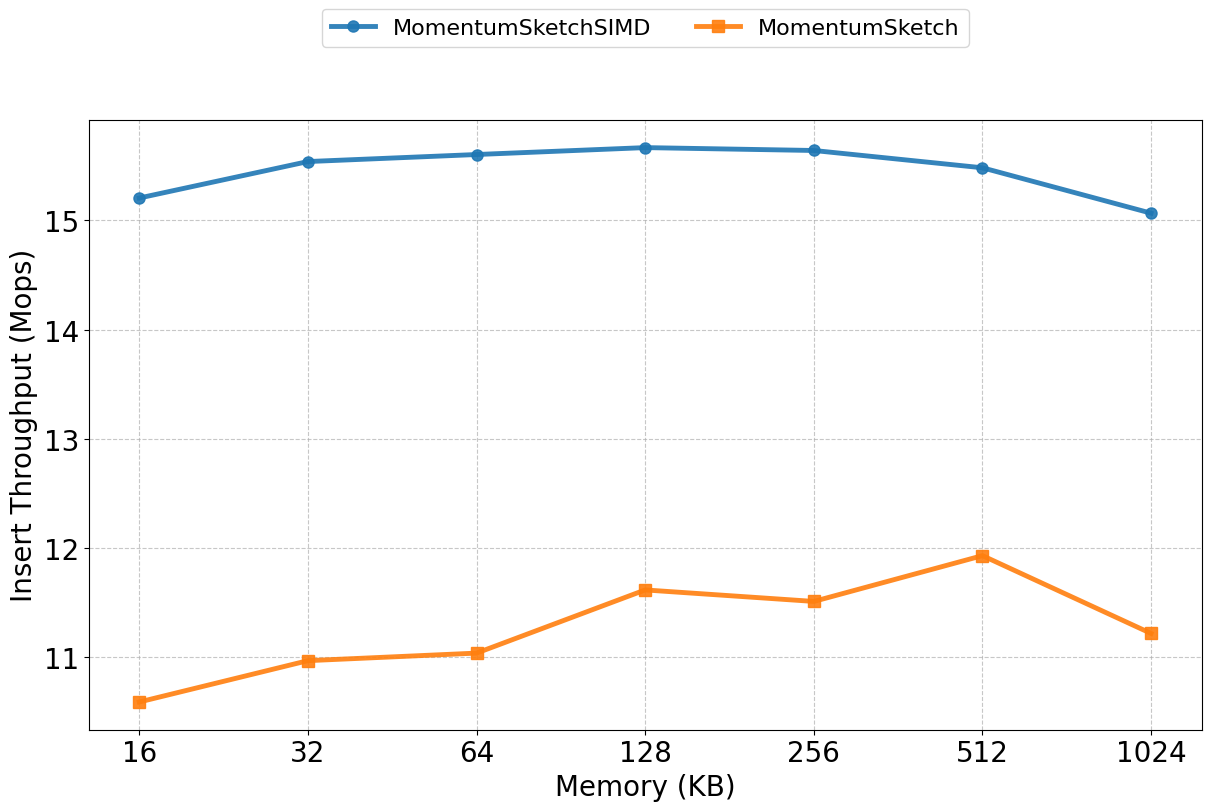 MomentumSketchSIMD MomentumSketch
Insert Throughput (Mops)
15
14
13
12
11
16 32 64 128 256 512 1024
Memory (KB)